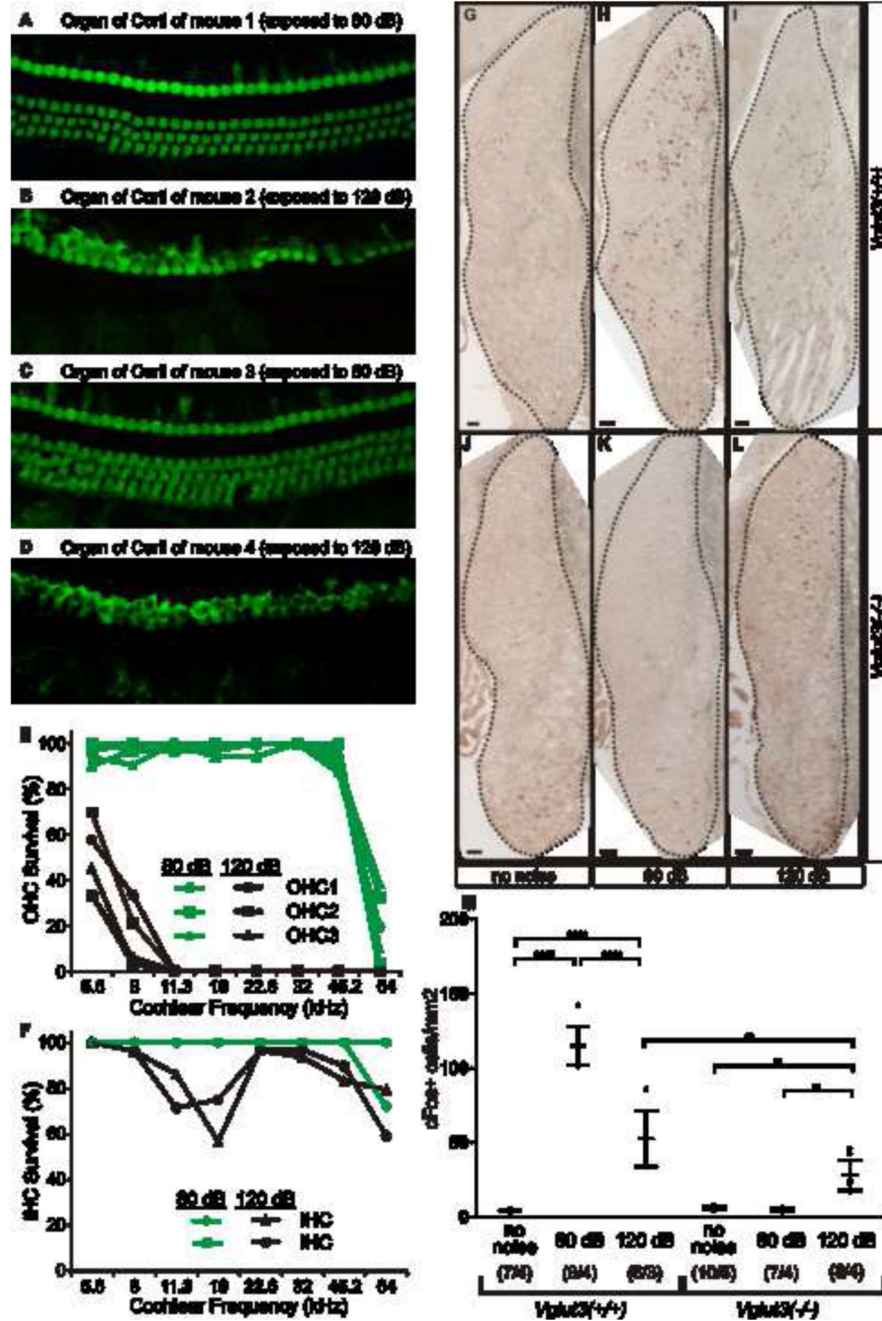 A Organ of Corti of mouse 1 (exposed to 80 dB)
B Organ of Corti of mouse 2 (exposed to 120 dB)
C Organ of Corti of mouse 3 (exposed to 80 dB)
D Organ of Corti of mouse 4 (exposed to 120 dB)
E
OHC Survival (%)
100
80
60
40
20
0
80 dB 120 dB
OHC1
OHC2
OHC3
5.6 8 11.3 16 22.6 32 45.2 64
Cochlear Frequency (kHz)
F
IHC Survival (%)
100
80
60
40
20
0
80 dB 120 dB
IHC
IHC
5.6 8 11.3 16 22.6 32 45.2 64
Cochlear Frequency (kHz)
G H I
Vglut3(+/+)
J K L
Vglut3(-/-)
no noise 80 dB 120 dB
cFos+ cells/mm2
200
150
100
50
0
no noise 80 dB 120 dB no noise 80 dB 120 dB
(7/4) (8/4) (6/3) (10/5) (7/4) (8/4)
Vglut3(+/+) Vglut3(-/-)